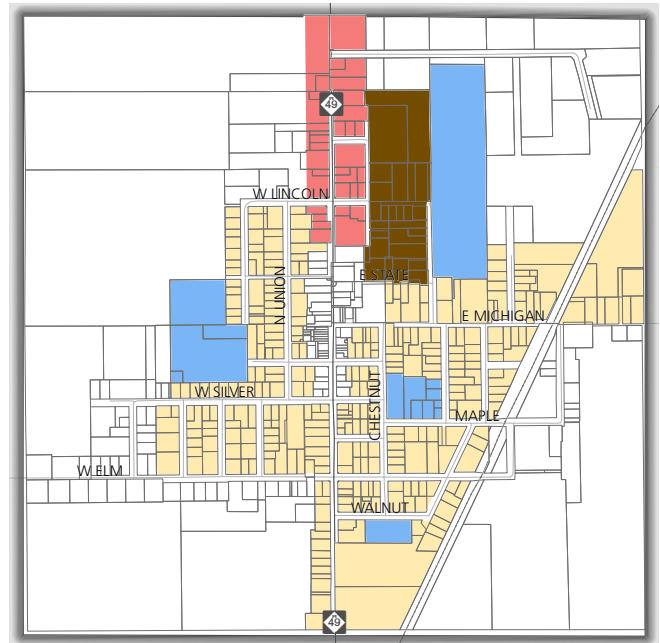 49
W LINCOLN
E STATE
N UNION
E MICHIGAN
W SILVER
CHESTNUT
MAPLE
W ELM
WALNUT
49